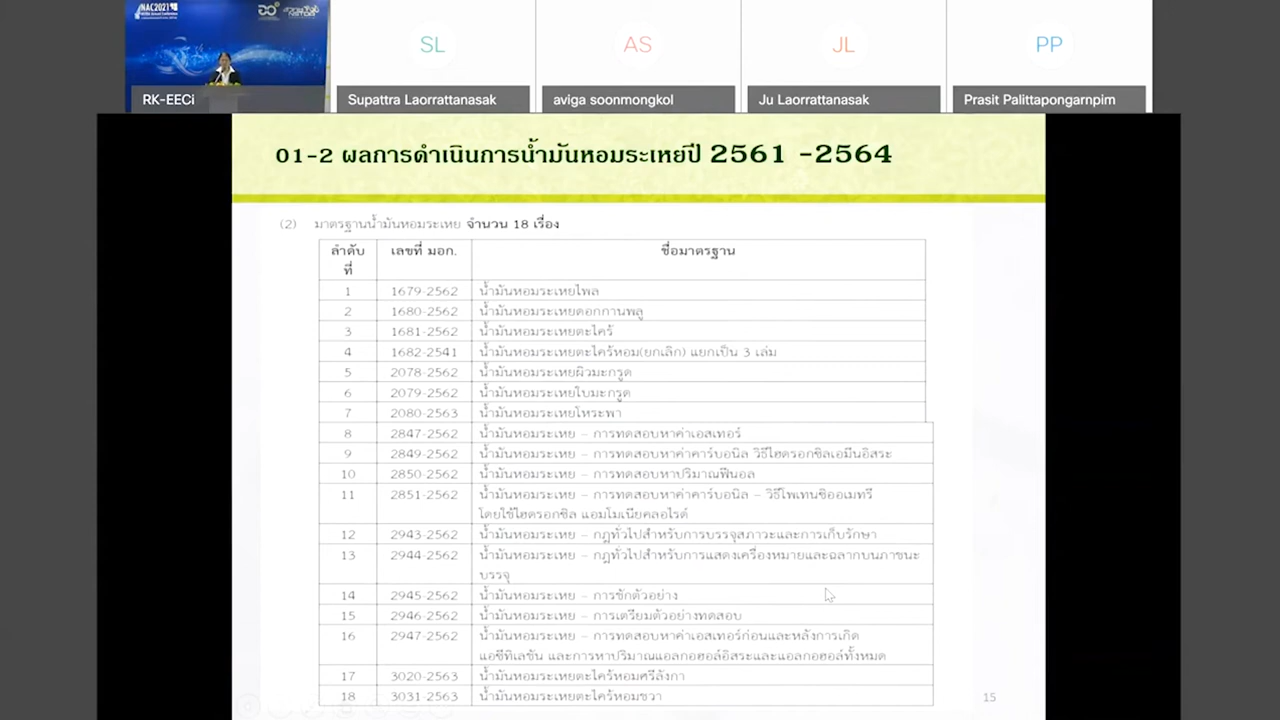 NAC2021
SL
AS
JL
PP
RK-EECi
Supattra Laorrattanasak
aviga soonmongkol
Ju Laorrattanasak
Prasit Palittapongarnpim
01-2 ผลการดำเนินการน้ำมันหอมระเหยปี 2561 -2564
(2) มาตรฐานน้ำมันหอมระเหย จำนวน 18 เรื่อง
ลำดับที่ เลขที่ มอก. ชื่อมาตรฐาน
1 1679-2562 น้ำมันหอมระเหยไพล
2 1680-2562 น้ำมันหอมระเหยดอกกานพลู
3 1681-2562 น้ำมันหอมระเหยตะไคร้
4 1682-2541 น้ำมันหอมระเหยตะไคร้หอม(ยกเลิก) แยกเป็น 3 เล่ม
5 2078-2562 น้ำมันหอมระเหยผิวมะกรูด
6 2079-2562 น้ำมันหอมระเหยใบมะกรูด
7 2080-2563 น้ำมันหอมระเหยโหระพา
8 2847-2562 น้ำมันหอมระเหย – การทดสอบหาค่าเอสเทอร์
9 2849-2562 น้ำมันหอมระเหย – การทดสอบหาค่าคาร์บอนิล วิธีไฮดรอกซิลเอมีนอิสระ
10 2850-2562 น้ำมันหอมระเหย – การทดสอบหาปริมาณฟีนอล
11 2851-2562 น้ำมันหอมระเหย – การทดสอบหาค่าคาร์บอนิล – วิธีโพเทนชิออเมทรี
โดยใช้ไฮดรอกซิล แอมโมเนียคลอไรด์
12 2943-2562 น้ำมันหอมระเหย – กฎทั่วไปสำหรับการบรรจุสภาวะและการเก็บรักษา
13 2944-2562 น้ำมันหอมระเหย – กฎทั่วไปสำหรับการแสดงเครื่องหมายและฉลากบนภาชนะ
บรรจุ
14 2945-2562 น้ำมันหอมระเหย – การชักตัวอย่าง
15 2946-2562 น้ำมันหอมระเหย – การเตรียมตัวอย่างทดสอบ
16 2947-2562 น้ำมันหอมระเหย – การทดสอบหาค่าเอสเทอร์ก่อนและหลังการเกิด
แอซีทิเลชัน และการหาปริมาณแอลกอฮอล์อิสระและแอลกอฮอล์ทั้งหมด
17 3020-2563 น้ำมันหอมระเหยตะไคร้หอมศรีลังกา
18 3031-2563 น้ำมันหอมระเหยตะไคร้หอมชวา
15